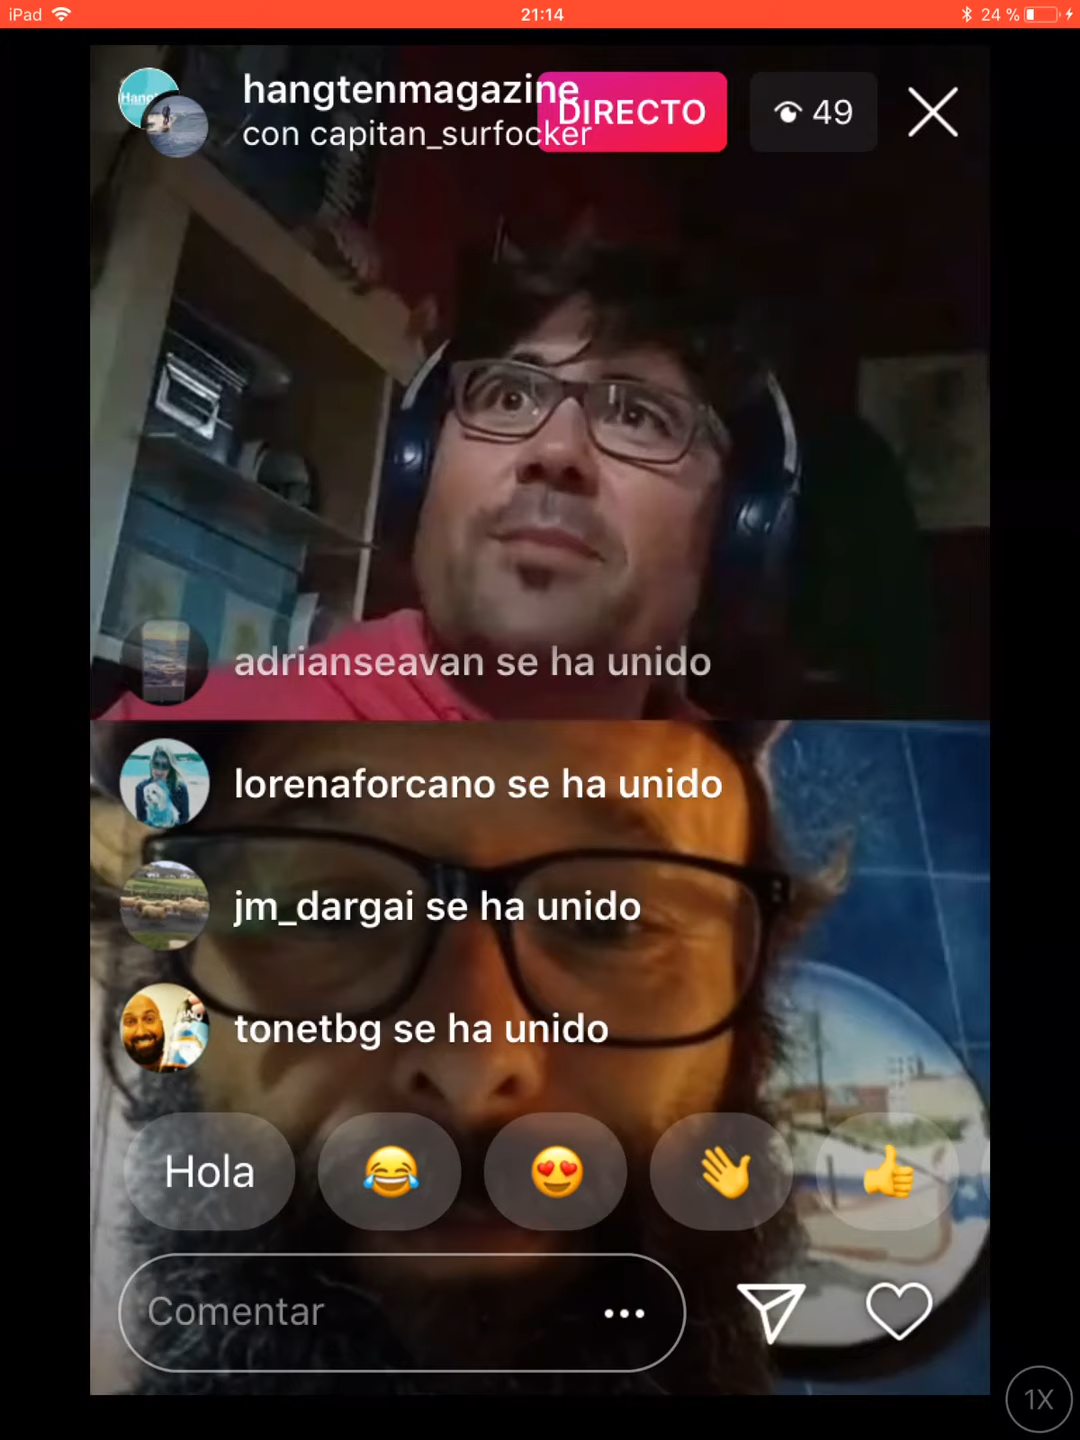 iPad
21:14
24 %
hangtenmagazine
DIRECTO
49
con capitan_surfocker
adrianseavan se ha unido
lorenaforcano se ha unido
jm_dargai se ha unido
tonetbg se ha unido
Hola
Comentar
1X